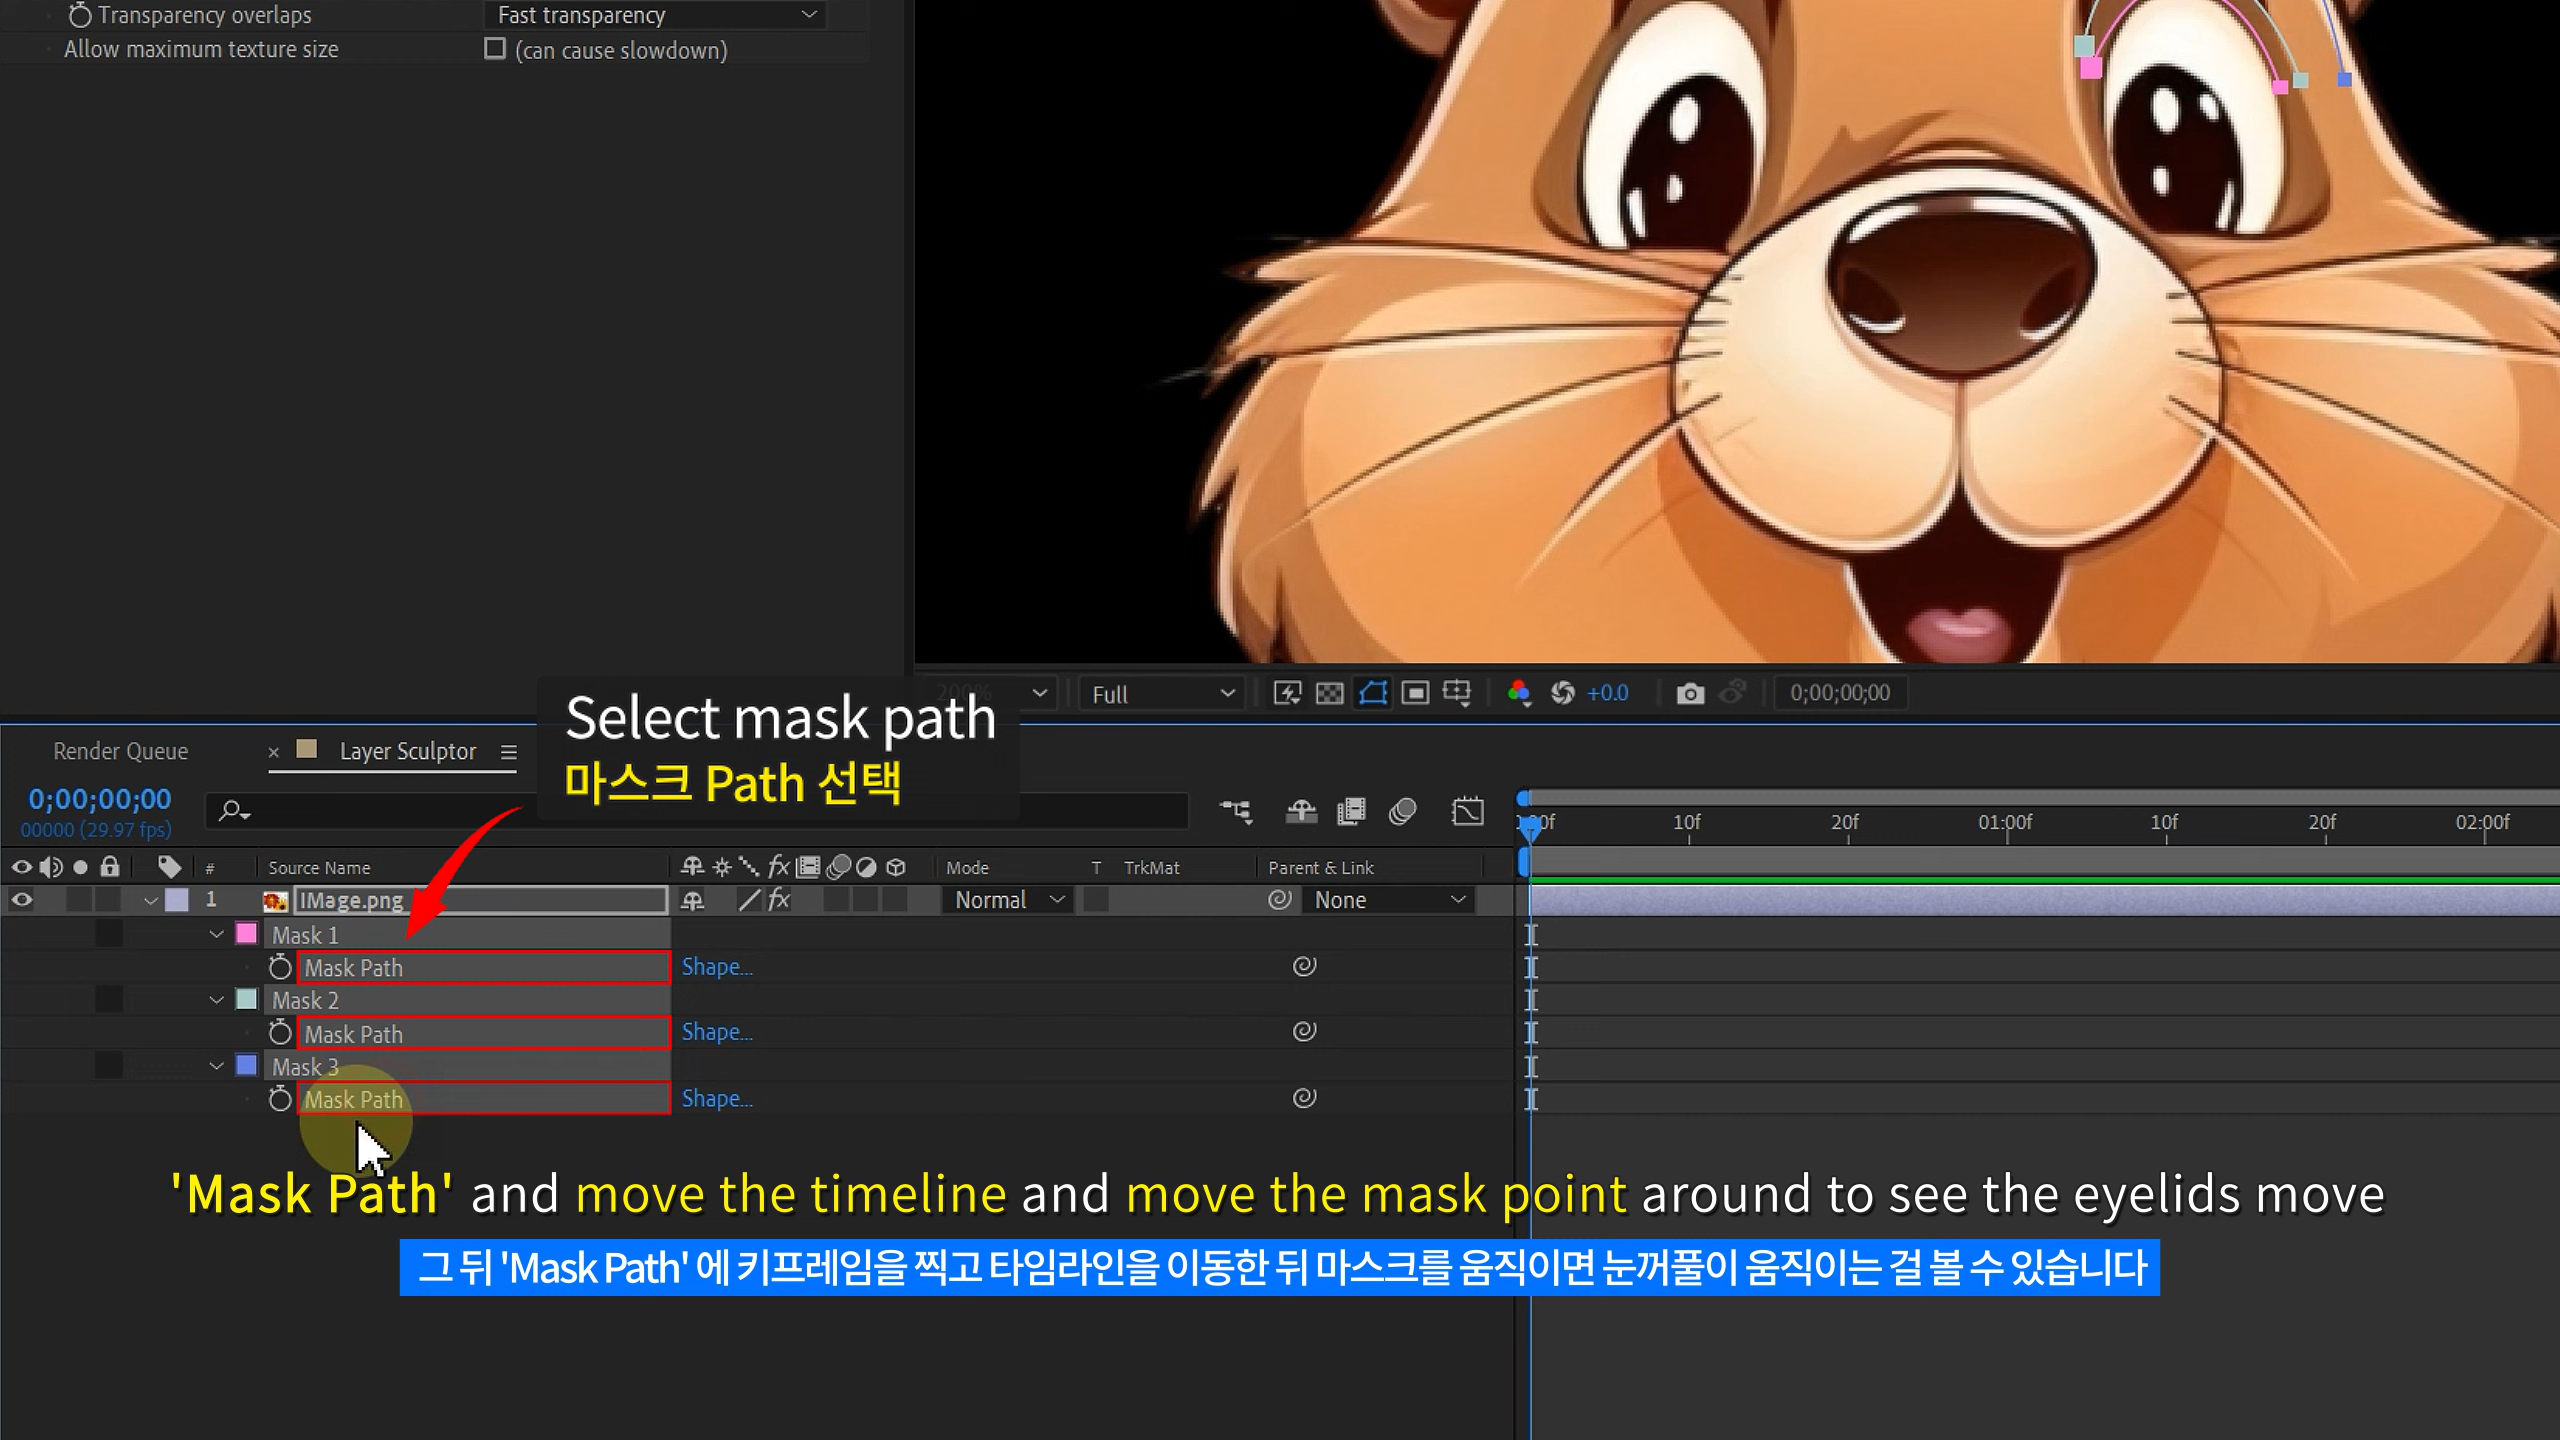 Transparency overlaps Fast transparency
Allow maximum texture size (can cause slowdown)
200% Full +0.0 0;00;00;00
Select mask path
마스크 Path 선택
Render Queue × Layer Sculptor
0;00;00;00
00000 (29.97 fps)
10f 20f 01:00f 10f 20f 02:00f
# Source Name fx Mode T TrkMat Parent & Link
1 IMage.png fx Normal None
Mask 1
Mask Path Shape...
Mask 2
Mask Path Shape...
Mask 3
Mask Path Shape...
'Mask Path' and move the timeline and move the mask point around to see the eyelids move
그 뒤 'Mask Path' 에 키프레임을 찍고 타임라인을 이동한 뒤 마스크를 움직이면 눈꺼풀이 움직이는 걸 볼 수 있습니다